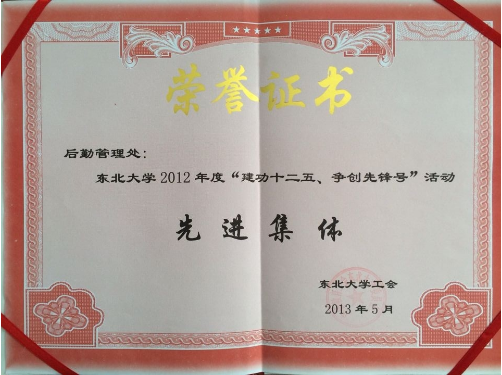 荣誉证书
后勤管理处：
东北大学2012年度“建功十二五、争创先锋号”活动
先进集体
东北大学工会
2013年5月